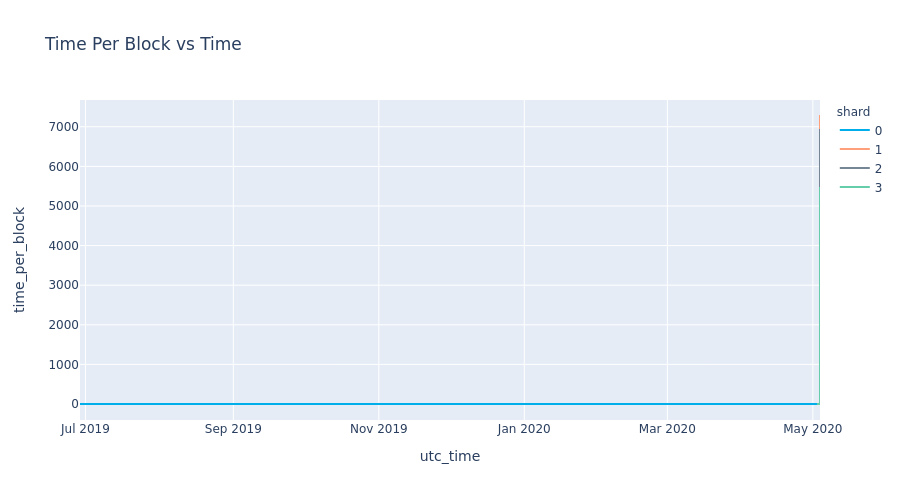 Time Per Block vs Time
shard
0
1
2
3
7000
6000
5000
4000
3000
2000
1000
0
time_per_block
Jul 2019
Sep 2019
Nov 2019
Jan 2020
Mar 2020
May 2020
utc_time